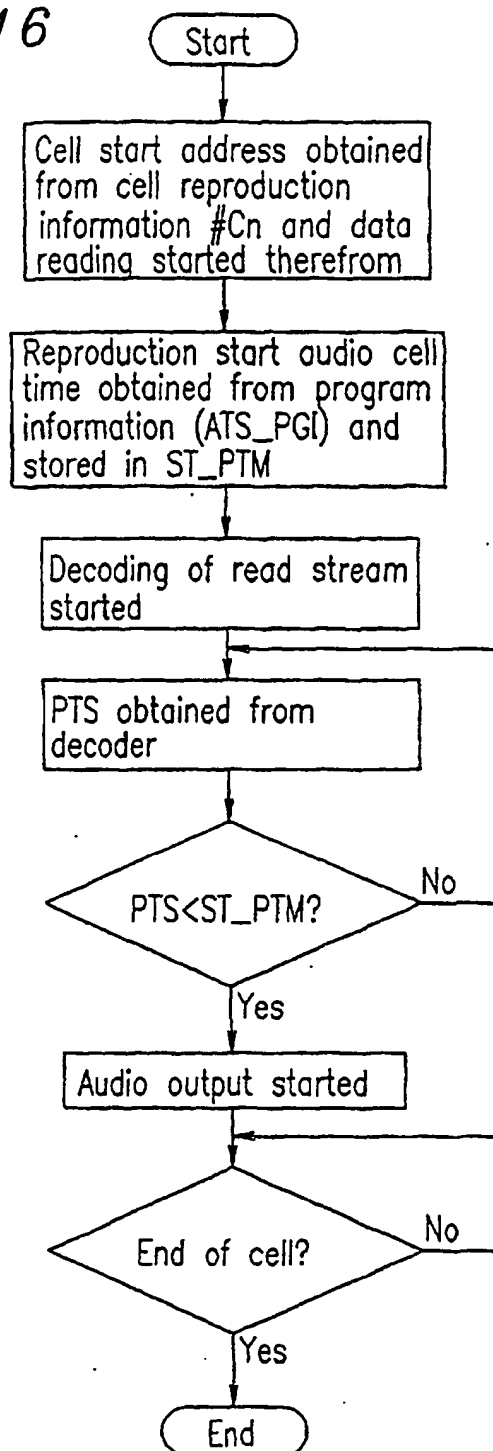 16
Start
Cell start address obtained
from cell reproduction
information #Cn and data
reading started therefrom
Reproduction start audio cell
time obtained from program
information (ATS_PGI) and
stored in ST_PTM
Decoding of read stream
started
PTS obtained from
decoder
PTS<ST_PTM?
No
Yes
Audio output started
End of cell?
No
Yes
End